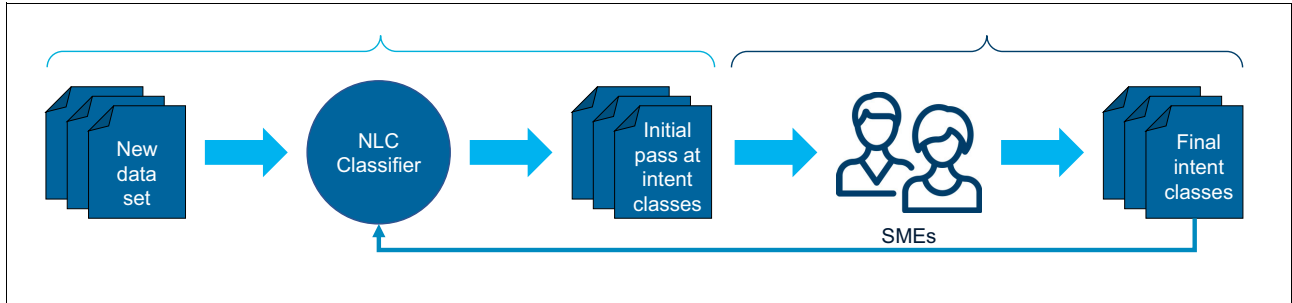 New
data
set
NLC
Classifier
Initial
pass at
intent
classes
SMEs
Final
intent
classes